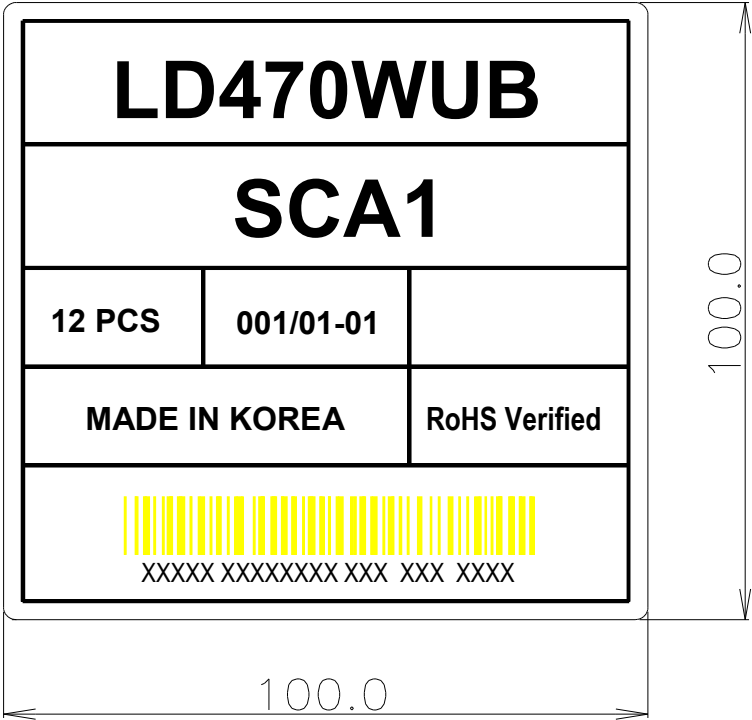 LD470WUB
SCA1
12 PCS 001/01-01
MADE IN KOREA RoHS Verified
XXXXX XXXXXXXX XXX XXX XXXX
100.0
100.0